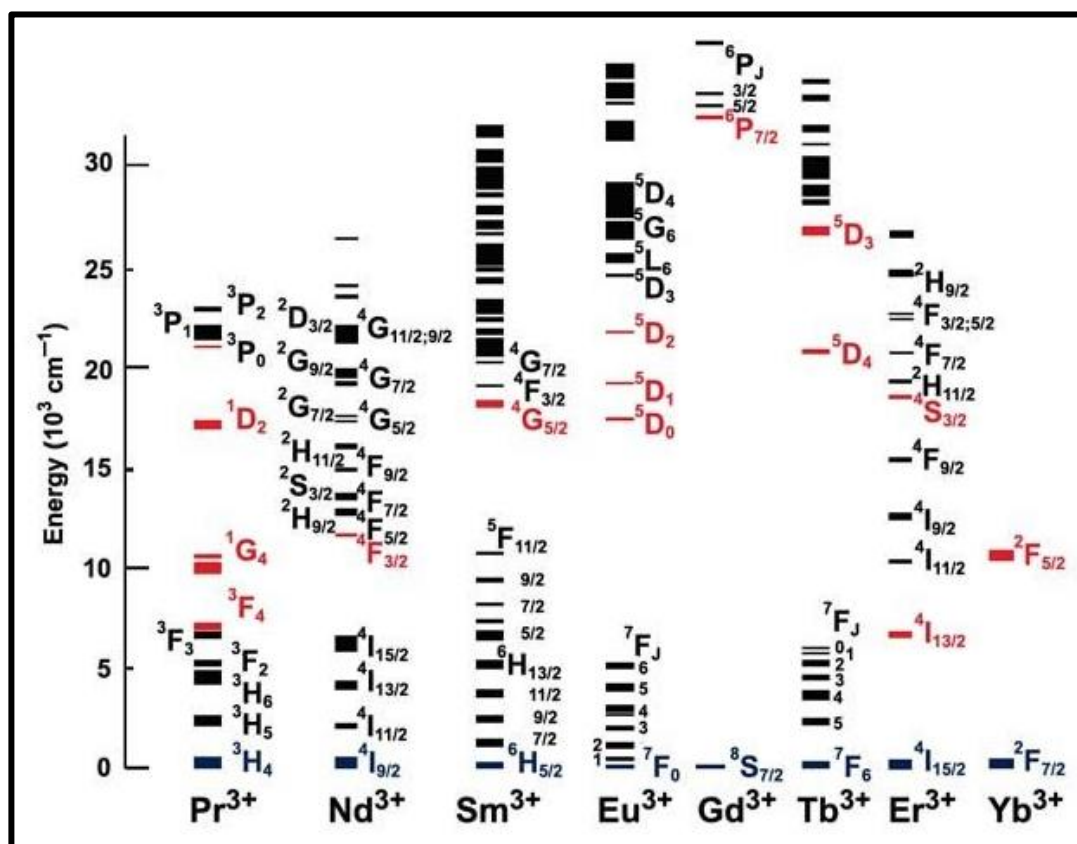 Energy (10³ cm⁻¹)
30
25
20
15
10
5
0
³P₂
³P₁
³P₀
¹D₂
¹G₄
³F₄
³F₃
³F₂
³H₆
³H₅
³H₄
Pr³⁺
²D3/2
⁴G11/2;9/2
²G9/2
⁴G7/2
²G7/2
⁴G5/2
²H11/2
⁴F9/2
²S3/2
⁴F7/2
²H9/2
⁴F5/2
⁴F3/2
⁴I15/2
⁴I13/2
⁴I11/2
⁴I9/2
Nd³⁺
⁴G7/2
⁴F3/2
⁴G5/2
⁵F11/2
9/2
7/2
5/2
⁶H13/2
11/2
9/2
7/2
⁶H5/2
Sm³⁺
⁵D₄
⁵G₆
⁵L₆
⁵D₃
⁵D₂
⁵D₁
⁵D₀
⁷FJ
6
5
4
3
2
1
⁷F₀
Eu³⁺
⁶PJ
3/2
5/2
⁶P7/2
⁸S7/2
Gd³⁺
⁵D₃
⁵D₄
⁷FJ
0
1
2
3
4
5
⁷F₆
Tb³⁺
²H9/2
⁴F3/2;5/2
⁴F7/2
²H11/2
⁴S3/2
⁴F9/2
⁴I9/2
⁴I11/2
⁴I13/2
⁴I15/2
Er³⁺
²F5/2
²F7/2
Yb³⁺